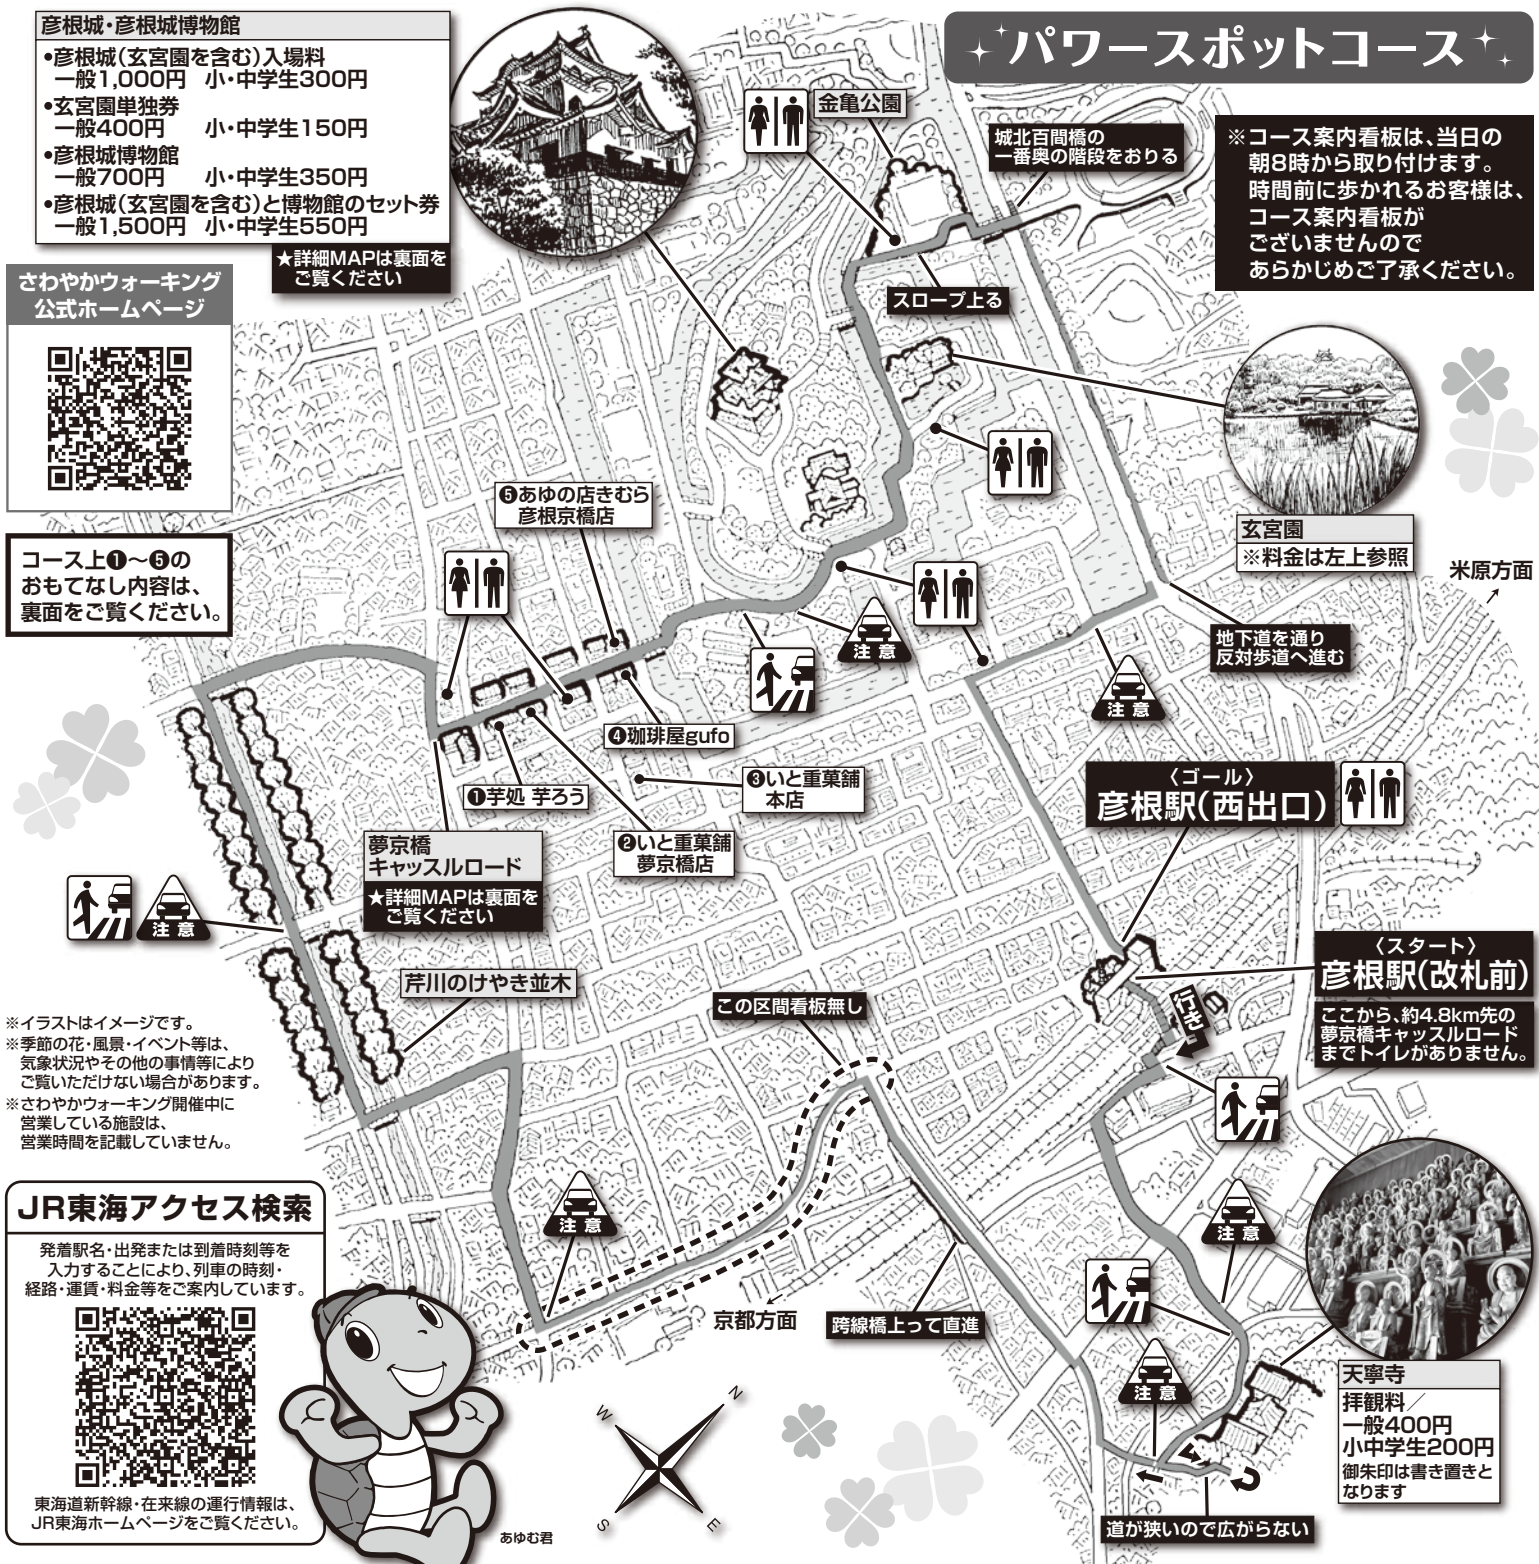 彦根城・彦根城博物館
•彦根城(玄宮園を含む)入場料
一般1,000円 小・中学生300円
•玄宮園単独券
一般400円 小・中学生150円
•彦根城博物館
一般700円 小・中学生350円
•彦根城(玄宮園を含む)と博物館のセット券
一般1,500円 小・中学生550円
★詳細MAPは裏面を
ご覧ください
パワースポットコース
※コース案内看板は、当日の
朝8時から取り付けます。
時間前に歩かれるお客様は、
コース案内看板が
ございませんので
あらかじめご了承ください。
金亀公園
城北百間橋の
一番奥の階段をおりる
スロープ上る
さわやかウォーキング
公式ホームページ
コース上❶〜❺の
おもてなし内容は、
裏面をご覧ください。
❺あゆの店きむら
彦根京橋店
玄宮園
※料金は左上参照
米原方面
地下道を通り
反対歩道へ進む
注意
注意
❹珈琲屋gufo
❸いと重菓舗
本店
❶芋処 芋ろう
❷いと重菓舗
夢京橋店
夢京橋
キャッスルロード
★詳細MAPは裏面を
ご覧ください
〈ゴール〉
彦根駅(西出口)
〈スタート〉
彦根駅(改札前)
ここから、約4.8km先の
夢京橋キャッスルロード
までトイレがありません。
行き
注意
芹川のけやき並木
この区間看板無し
※イラストはイメージです。
※季節の花・風景・イベント等は、
気象状況やその他の事情等により
ご覧いただけない場合があります。
※さわやかウォーキング開催中に
営業している施設は、
営業時間を記載していません。
JR東海アクセス検索
発着駅名・出発または到着時刻等を
入力することにより、列車の時刻・
経路・運賃・料金等をご案内しています。
東海道新幹線・在来線の運行情報は、
JR東海ホームページをご覧ください。
あゆむ君
注意
京都方面
跨線橋上って直進
注意
注意
天寧寺
拝観料/
一般400円
小中学生200円
御朱印は書き置きと
なります
道が狭いので広がらない
N
W
S
E